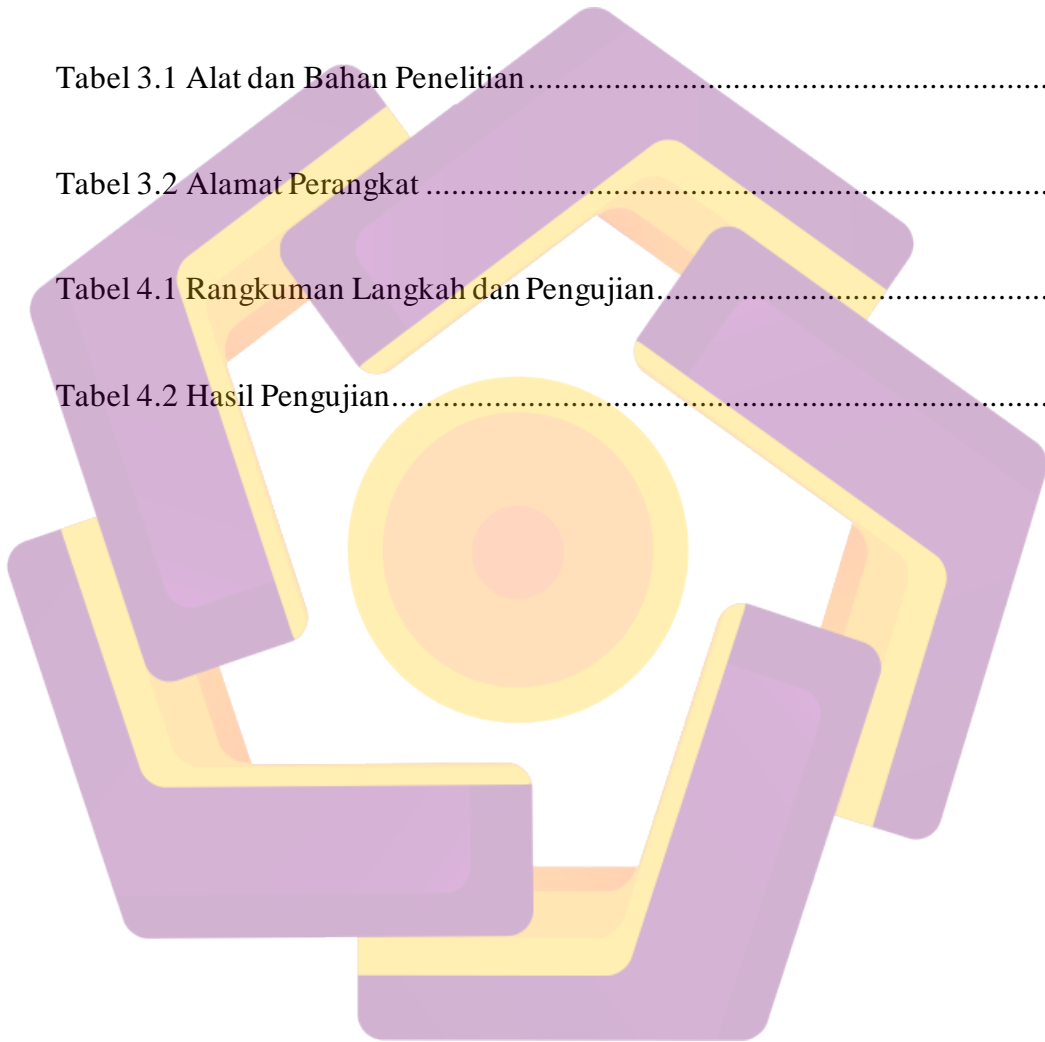 Tabel 3.1 Alat dan Bahan Penelitian.............................................................
Tabel 3.2 Alamat Perangkat .........................................................................
Tabel 4.1 Rangkuman Langkah dan Pengujian..............................................
Tabel 4.2 Hasil Pengujian.............................................................................